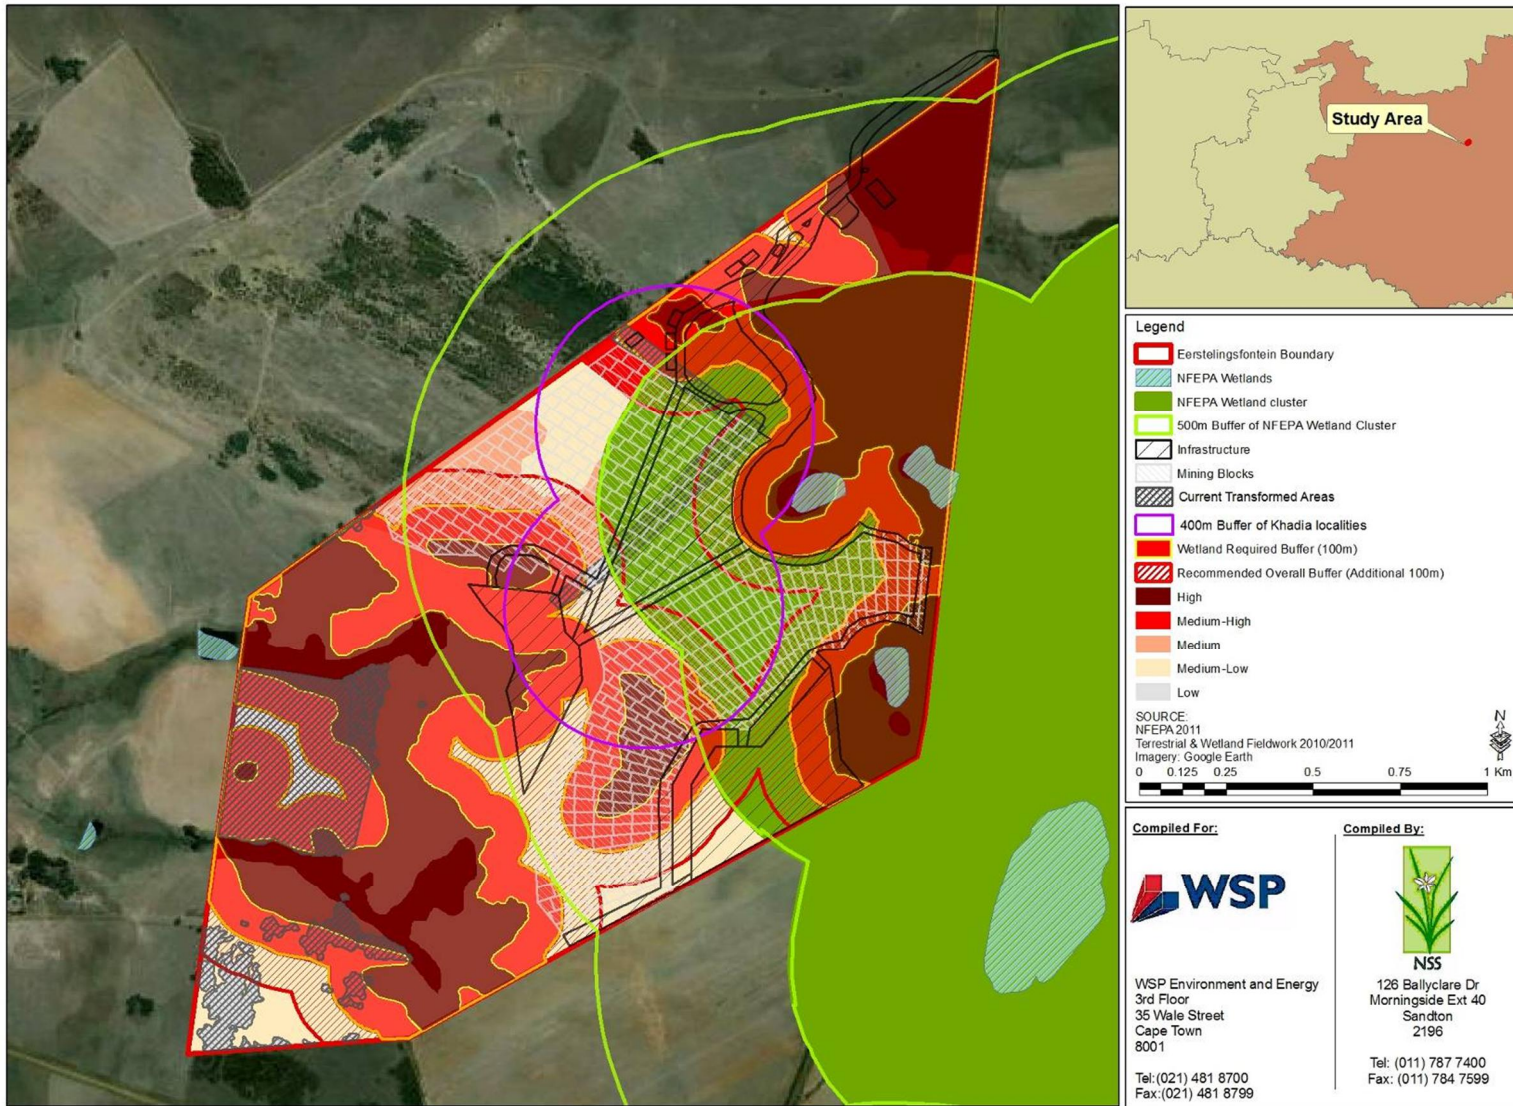 Study Area
Legend
Eerstelingsfontein Boundary
NFEPA Wetlands
NFEPA Wetland cluster
500m Buffer of NFEPA Wetland Cluster
Infrastructure
Mining Blocks
Current Transformed Areas
400m Buffer of Khadia localities
Wetland Required Buffer (100m)
Recommended Overall Buffer (Additional 100m)
High
Medium-High
Medium
Medium-Low
Low
SOURCE:
NFEPA 2011
Terrestrial & Wetland Fieldwork 2010/2011
Imagery: Google Earth
N
0 0.125 0.25 0.5 0.75 1 Km
Compiled For:
WSP
WSP Environment and Energy
3rd Floor
35 Wale Street
Cape Town
8001
Tel:(021) 481 8700
Fax:(021) 481 8799
Compiled By:
NSS
126 Ballyclare Dr
Morningside Ext 40
Sandton
2196
Tel: (011) 787 7400
Fax: (011) 784 7599